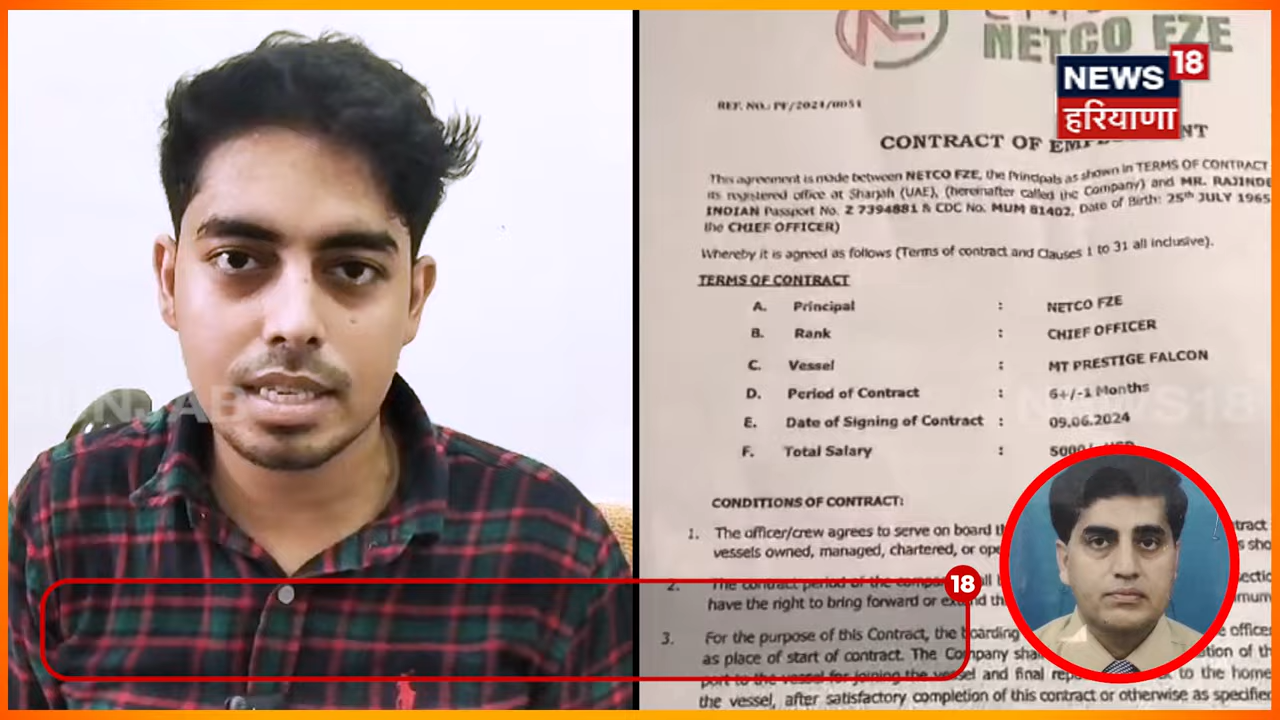 NETCO FZE
NEWS 18
हरियाणा
REF. NO.: PF/2024/0051
CONTRACT OF EMP NT
This agreement is made between NETCO FZE, the Principals as shown in TERMS OF CONTRACT
its registered office at Sharjah (UAE), (hereinafter called the Company) and MR. RAJINDE
INDIAN Passport No. Z 7394881 & CDC No. MUM 81402, Date of Birth: 25th JULY 1965
the CHIEF OFFICER)
Whereby it is agreed as follows (Terms of contract and Clauses 1 to 31 all inclusive).
TERMS OF CONTRACT
A. Principal : NETCO FZE
B. Rank : CHIEF OFFICER
C. Vessel : MT PRESTIGE FALCON
D. Period of Contract : 6+/-1 Months
E. Date of Signing of Contract : 09.06.2024
F. Total Salary : 5000
CONDITIONS OF CONTRACT:
1. The officer/crew agrees to serve on board
vessels owned, managed, chartered, or
2. The contract period of the
have the right to bring forward or
3. For the purpose of this Contract, the boarding officer
as place of start of contract. The Company of
port to the vessel for joining the vessel and final to the home
the vessel, after satisfactory completion of this contract or otherwise as specified
18
PUNJAB
NEWS18